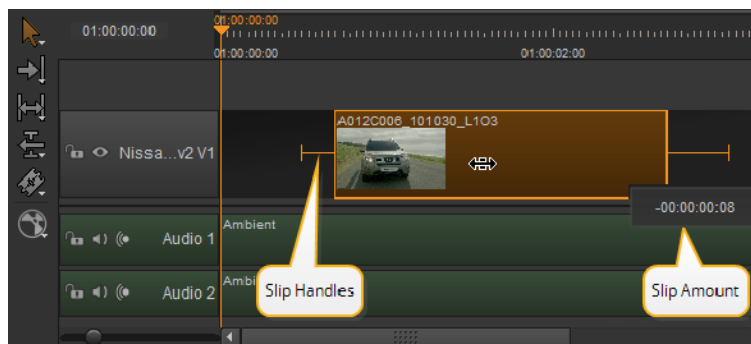 01:00:00:00
01:00:00:00
01:00:00:00
01:00:02:00
A012C006_101030_L1O3
Nissa...v2 V1
-00:00:00:08
Ambient
Audio 1
Ambi
Slip Handles
Slip Amount
Audio 2